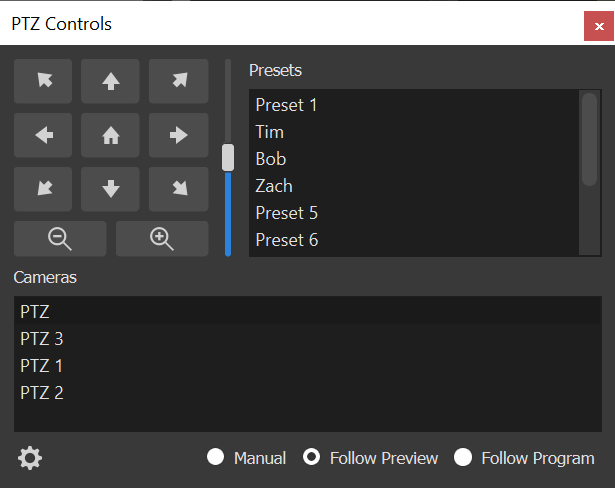 PTZ Controls
Presets
Preset 1
Tim
Bob
Zach
Preset 5
Preset 6
Cameras
PTZ
PTZ 3
PTZ 1
PTZ 2
Manual Follow Preview Follow Program